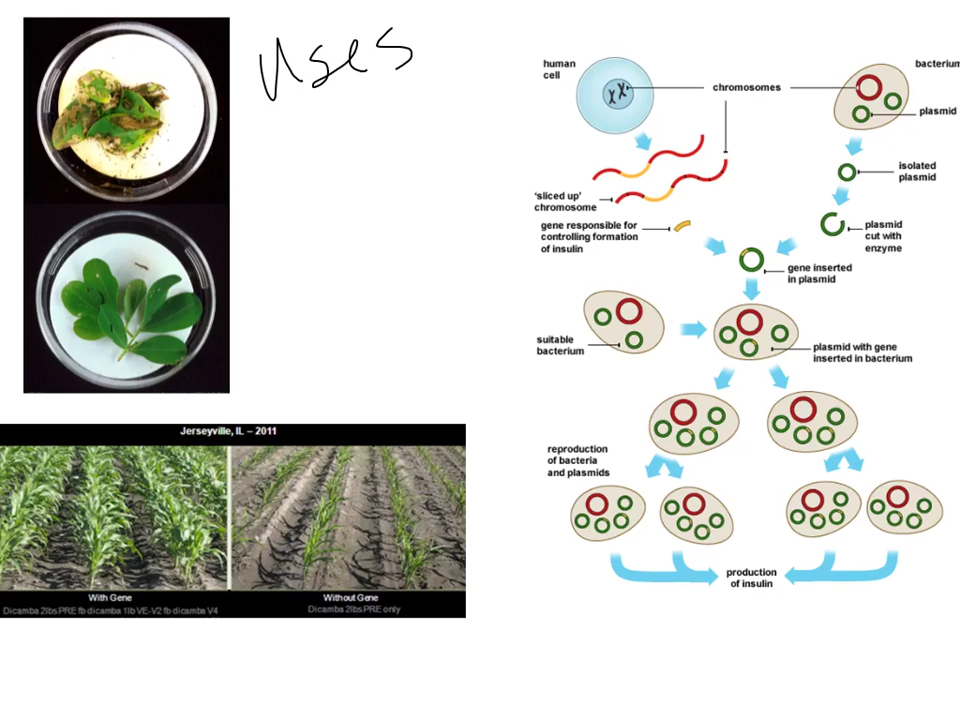 uses
human
cell
chromosomes
bacterium
plasmid
isolated
plasmid
'sliced up'
chromosome
gene responsible for
controlling formation
of insulin
plasmid
cut with
enzyme
gene inserted
in plasmid
suitable
bacterium
plasmid with gene
inserted in bacterium
reproduction
of bacteria
and plasmids
production
of insulin
Jerseyville, IL – 2011
With Gene
Dicamba 2lbs PRE fb dicamba 1lb VE-V2 fb dicamba V4
Without Gene
Dicamba 2lbs PRE only